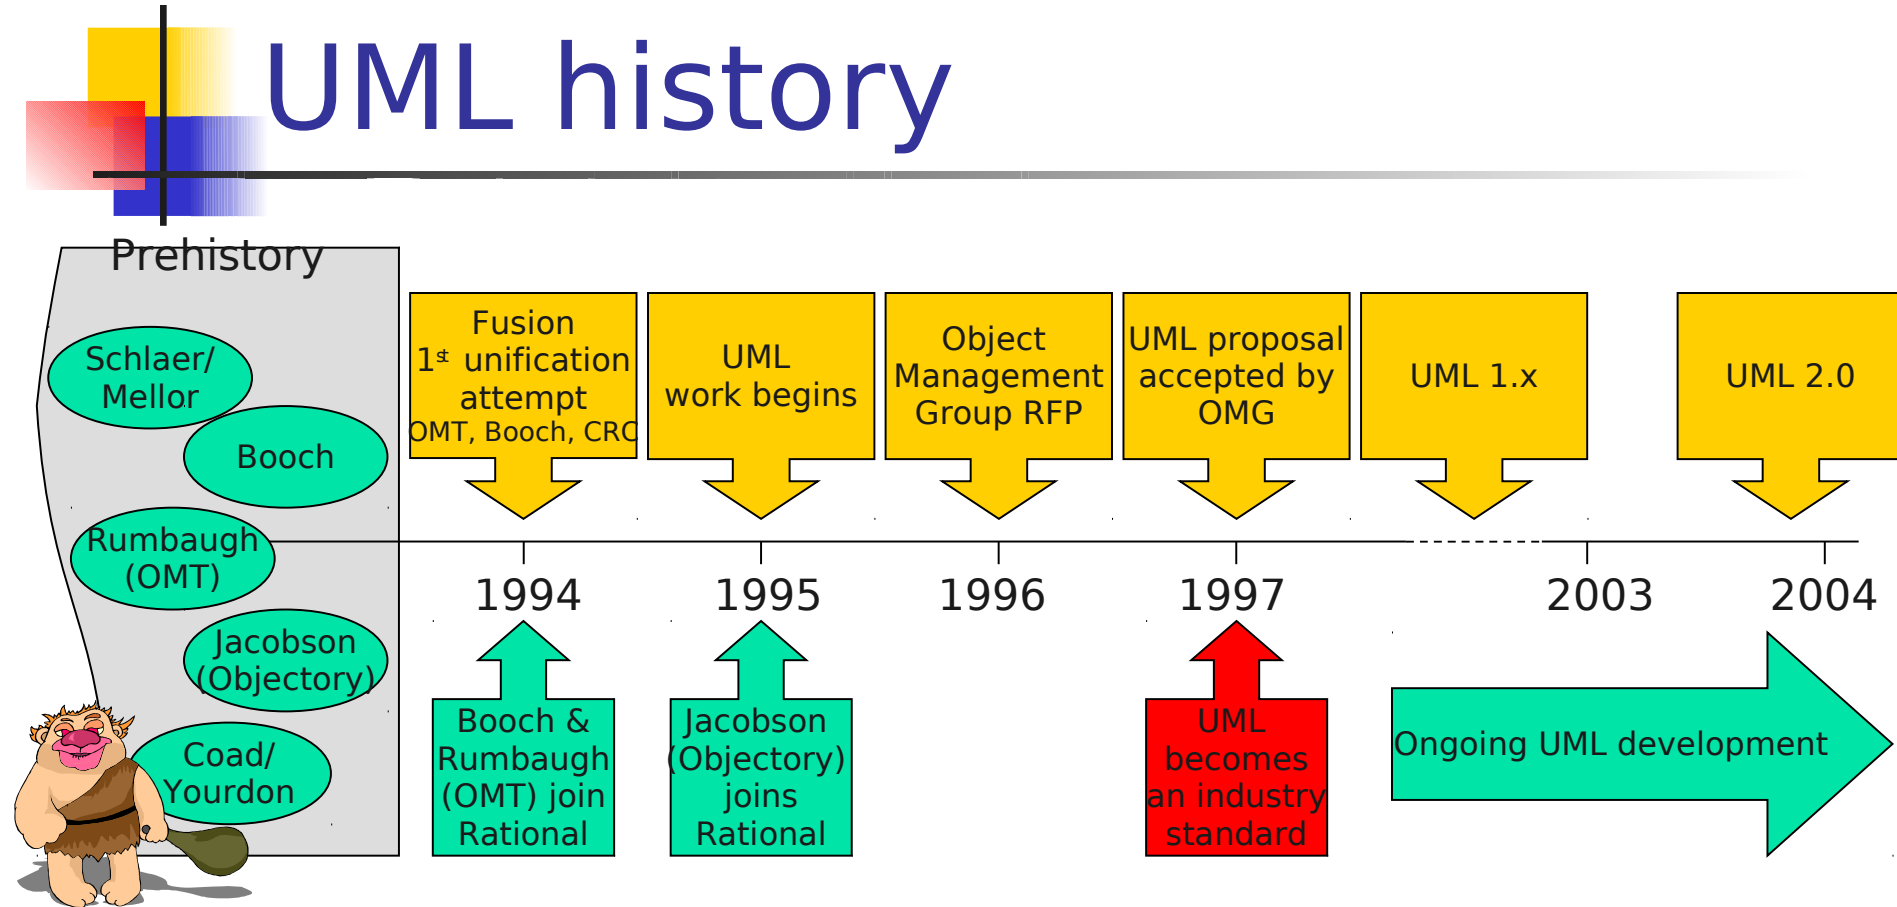 UML history
Prehistory
Schlaer/
Mellor
Booch
Rumbaugh
(OMT)
Jacobson
(Objectory)
Coad/
Yourdon
Fusion
1st unification
attempt
OMT, Booch, CRC
UML
work begins
Object
Management
Group RFP
UML proposal
accepted by
OMG
UML 1.x
UML 2.0
1994
1995
1996
1997
2003
2004
Booch &
Rumbaugh
(OMT) join
Rational
Jacobson
(Objectory)
joins
Rational
UML
becomes
an industry
standard
Ongoing UML development